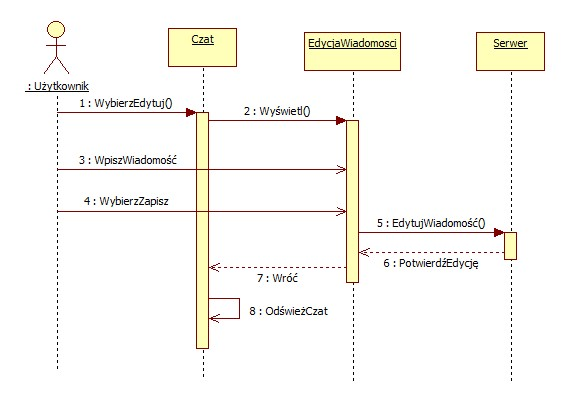 Czat
EdycjaWiadomosci
Serwer
: Użytkownik
1 : WybierzEdytuj()
2 : Wyświetl()
3 : WpiszWiadomość
4 : WybierzZapisz
5 : EdytujWiadomość()
6 : PotwierdźEdycję
7 : Wróć
8 : OdświeżCzat